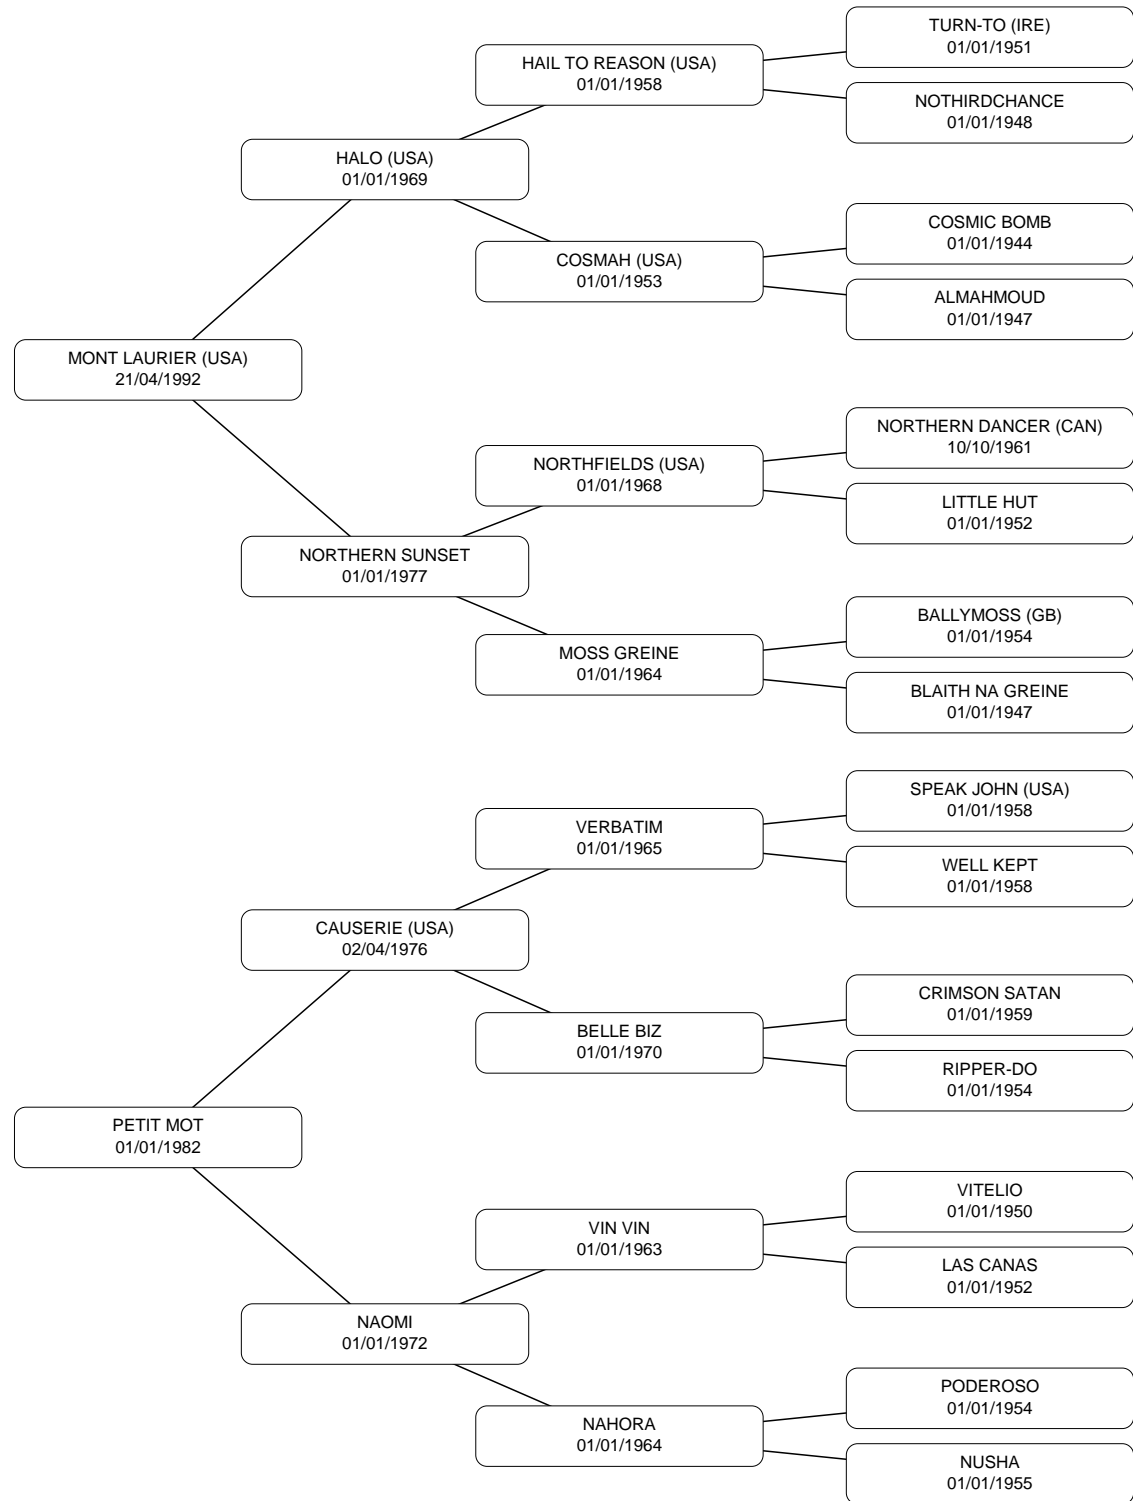 TURN-TO (IRE)
01/01/1951
HAIL TO REASON (USA)
01/01/1958
NOTHIRDCHANCE
01/01/1948
HALO (USA)
01/01/1969
COSMIC BOMB
01/01/1944
COSMAH (USA)
01/01/1953
ALMAHMOUD
01/01/1947
MONT LAURIER (USA)
21/04/1992
NORTHERN DANCER (CAN)
10/10/1961
NORTHFIELDS (USA)
01/01/1968
LITTLE HUT
01/01/1952
NORTHERN SUNSET
01/01/1977
BALLYMOSS (GB)
01/01/1954
MOSS GREINE
01/01/1964
BLAITH NA GREINE
01/01/1947
SPEAK JOHN (USA)
01/01/1958
VERBATIM
01/01/1965
WELL KEPT
01/01/1958
CAUSERIE (USA)
02/04/1976
CRIMSON SATAN
01/01/1959
BELLE BIZ
01/01/1970
RIPPER-DO
01/01/1954
PETIT MOT
01/01/1982
VITELIO
01/01/1950
VIN VIN
01/01/1963
LAS CANAS
01/01/1952
NAOMI
01/01/1972
PODEROSO
01/01/1954
NAHORA
01/01/1964
NUSHA
01/01/1955